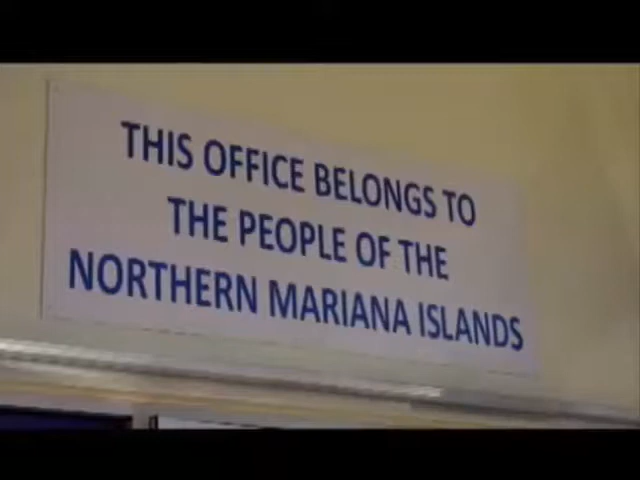 THIS OFFICE BELONGS TO
THE PEOPLE OF THE
NORTHERN MARIANA ISLANDS